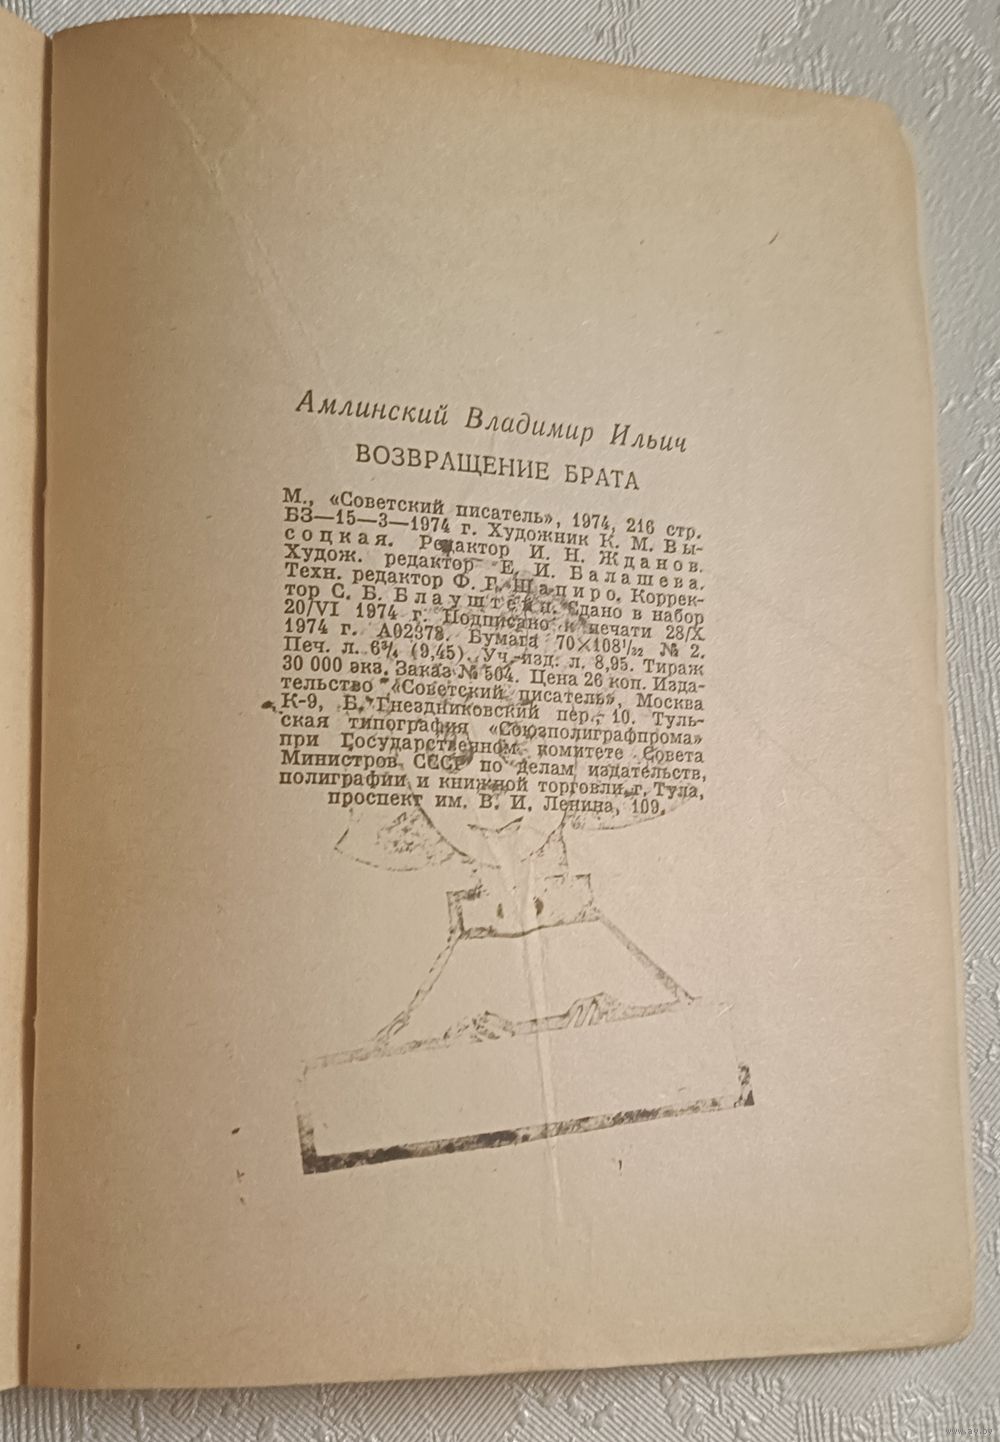 Амлинский Владимир Ильич
ВОЗВРАЩЕНИЕ БРАТА
М., «Советский писатель», 1974, 216 стр.
БЗ—15—3—1974 г. Художник К. М. Вы-
соцкая. Редактор И. Н. Жданов.
Худож. редактор Е. И. Балашева.
Техн. редактор Ф. Г. Шапиро. Коррек-
тор С. Б. Блауштейн. Сдано в набор
20/VI 1974 г. Подписано к печати 28/X
1974 г. А02378. Бумага 70×108¹/₃₂ № 2.
Печ. л. 6¾ (9,45). Уч.-изд. л. 8,95. Тираж
30 000 экз. Заказ № 504. Цена 26 коп. Изда-
тельство «Советский писатель», Москва
К-9, Б. Гнездниковский пер., 10. Туль-
ская типография «Союзполиграфпрома»
при Государственном комитете Совета
Министров СССР по делам издательств,
полиграфии и книжной торговли, г. Тула,
проспект им. В. И. Ленина, 109.
www.ay.by